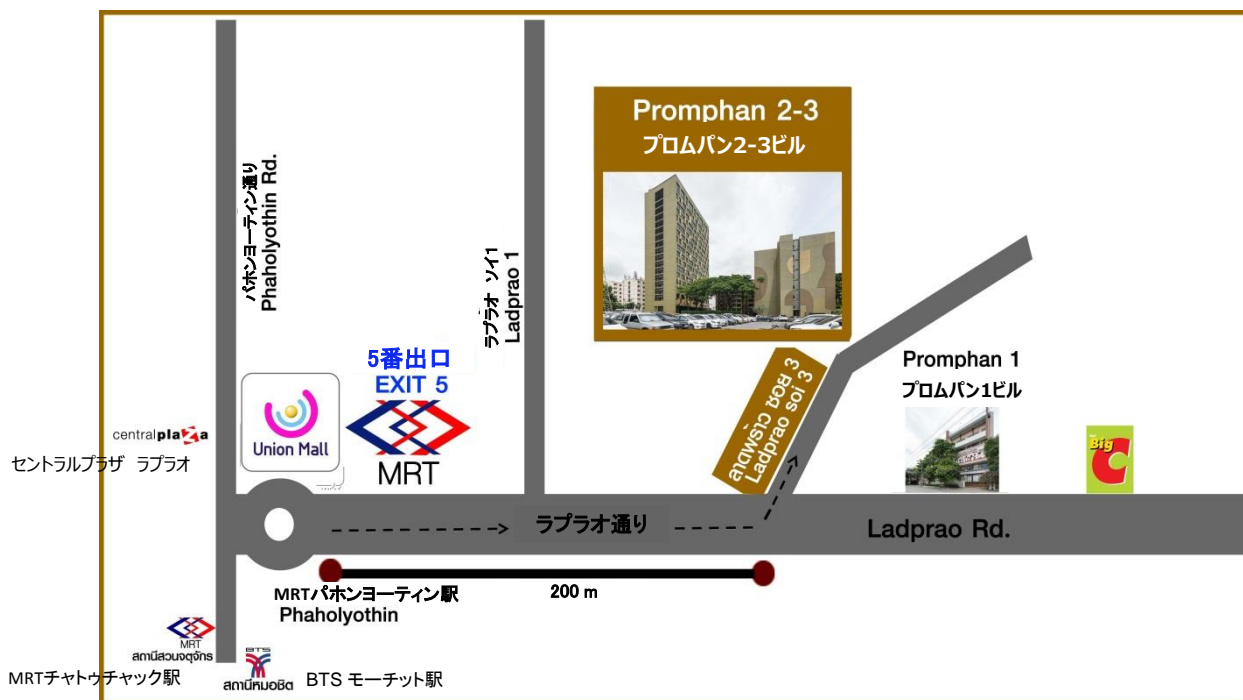 Promphan 2-3
プロムパン2-3ビル
パホンヨーティン通り
Phaholyothin Rd.
ラプラオ ソイ1
Ladprao 1
5番出口
EXIT 5
Union Mall
MRT
centralplaza
セントラルプラザ ラプラオ
ลาดพร้าว ซอย 3
Ladprao soi 3
Promphan 1
プロムパン1ビル
Big C
ラプラオ通り
Ladprao Rd.
MRTパホンヨーティン駅
Phaholyothin
200 m
MRT
สถานีสวนจตุจักร
MRTチャトゥチャック駅
BTS
สถานีหมอชิต
BTS モーチット駅